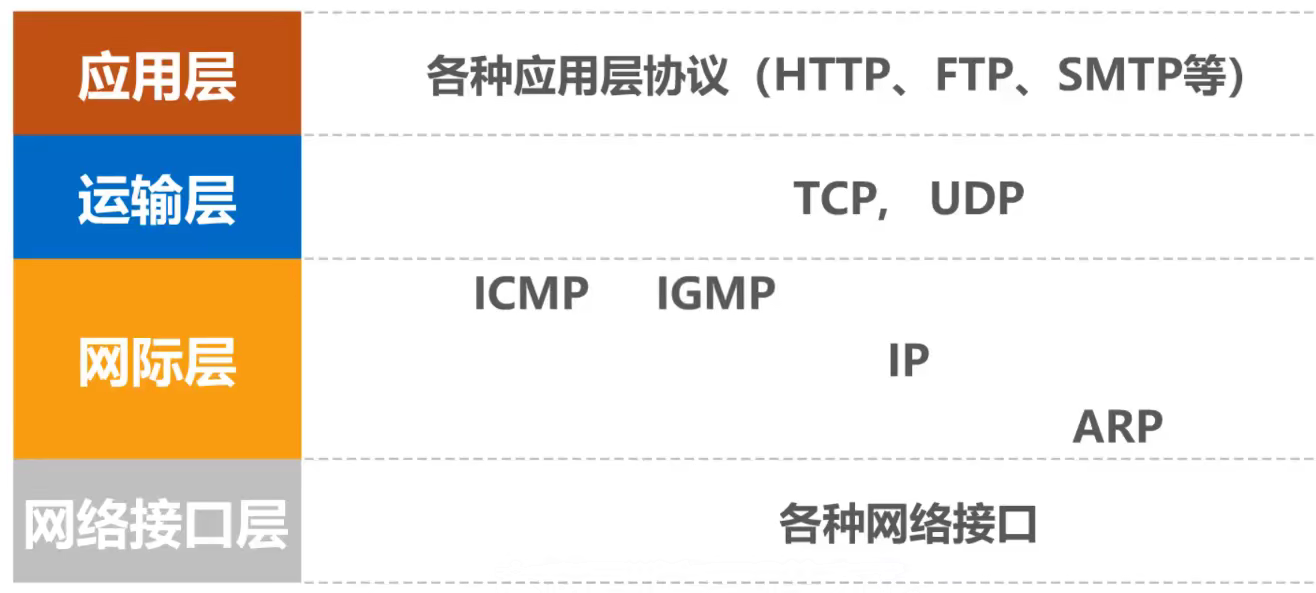 应用层
各种应用层协议（HTTP、FTP、SMTP等）
运输层
TCP, UDP
网际层
ICMP IGMP
IP
ARP
网络接口层
各种网络接口